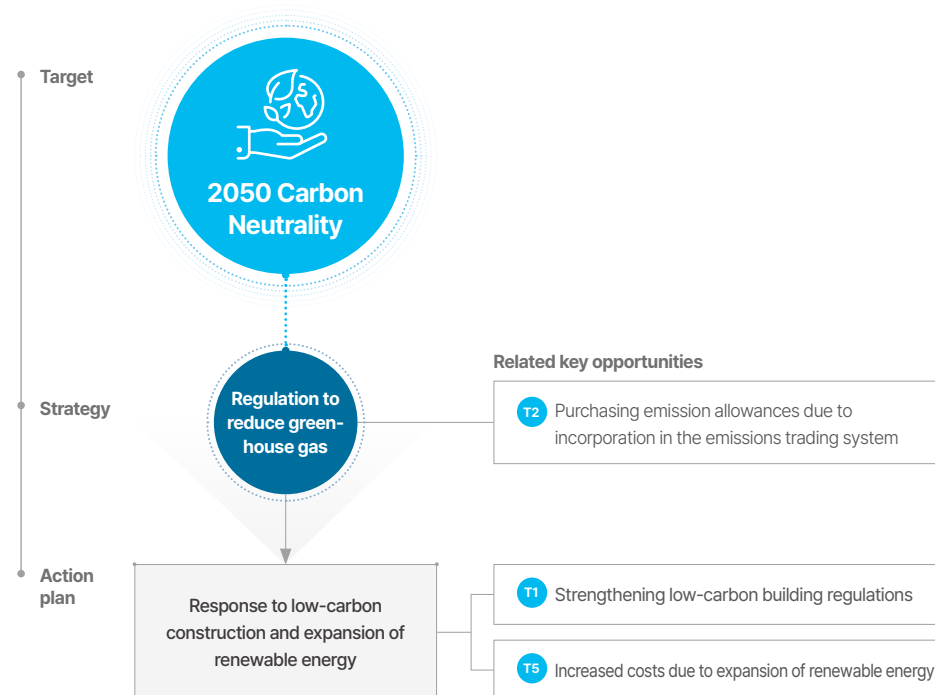 Target
2050 Carbon
Neutrality
Strategy
Regulation to
reduce green-
house gas
Related key opportunities
T2 Purchasing emission allowances due to
incorporation in the emissions trading system
Action
plan
Response to low-carbon
construction and expansion of
renewable energy
T1 Strengthening low-carbon building regulations
T5 Increased costs due to expansion of renewable energy